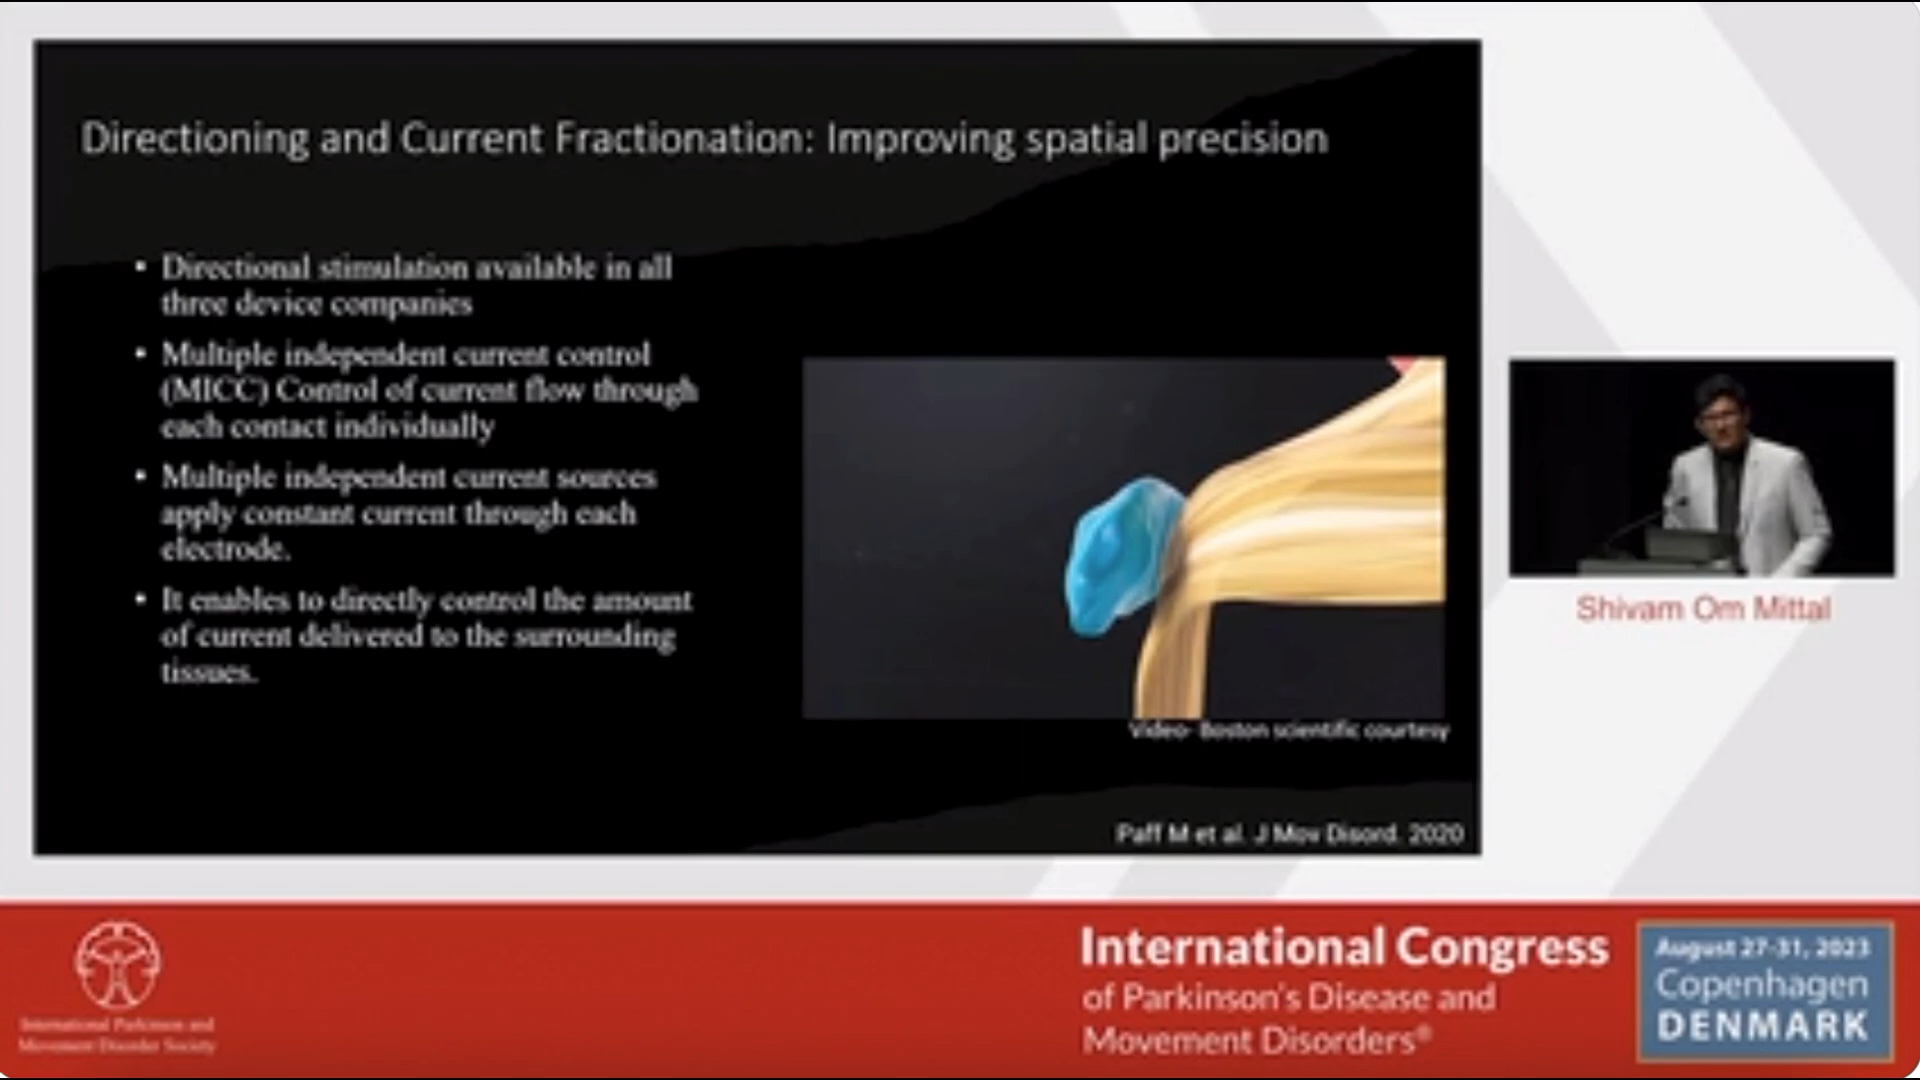 Directioning and Current Fractionation: Improving spatial precision
• Directional stimulation available in all
three device companies
• Multiple independent current control
(MICC) Control of current flow through
each contact individually
• Multiple independent current sources
apply constant current through each
electrode.
• It enables to directly control the amount
of current delivered to the surrounding
tissues.
Video- Boston scientific courtesy
Paff M et al. J Mov Disord. 2020
Shivam Om Mittal
International Parkinson and
Movement Disorder Society
International Congress
of Parkinson's Disease and
Movement Disorders®
August 27-31, 2023
Copenhagen
DENMARK